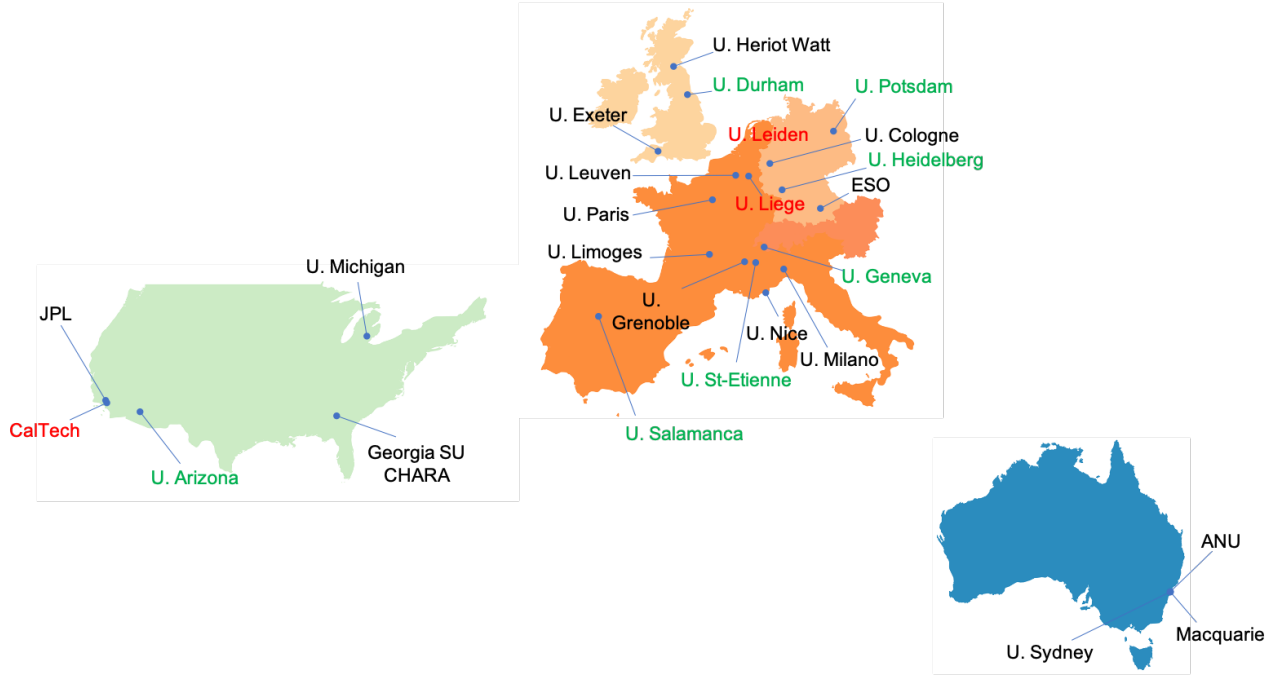 U. Heriot Watt
U. Durham
U. Potsdam
U. Exeter
U. Leiden
U. Cologne
U. Heidelberg
U. Leuven
ESO
U. Liege
U. Paris
U. Limoges
U. Geneva
U.
Grenoble
U. Nice
U. Milano
U. St-Etienne
U. Salamanca
U. Michigan
JPL
CalTech
U. Arizona
Georgia SU
CHARA
ANU
Macquarie
U. Sydney